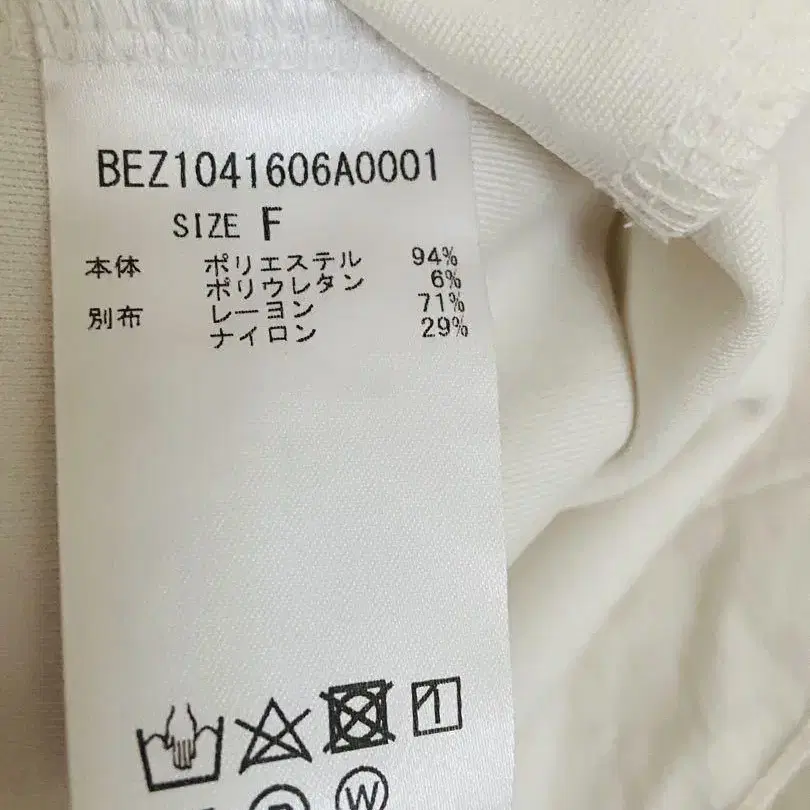 BEZ1041606A0001
SIZE F
本体 ポリエステル 94%
ポリウレタン 6%
別布 レーヨン 71%
ナイロン 29%
W